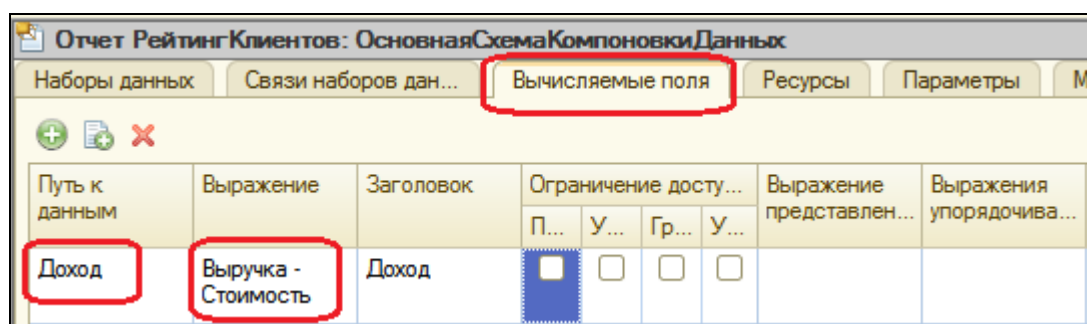 Отчет РейтингКлиентов: ОсновнаяСхемаКомпоновкиДанных
Наборы данных Связи наборов дан... Вычисляемые поля Ресурсы Параметры М
Путь к данным Выражение Заголовок Ограничение досту... Выражение представлен... Выражения упорядочива...
П... У... Гр... У...
Доход Выручка - Стоимость Доход